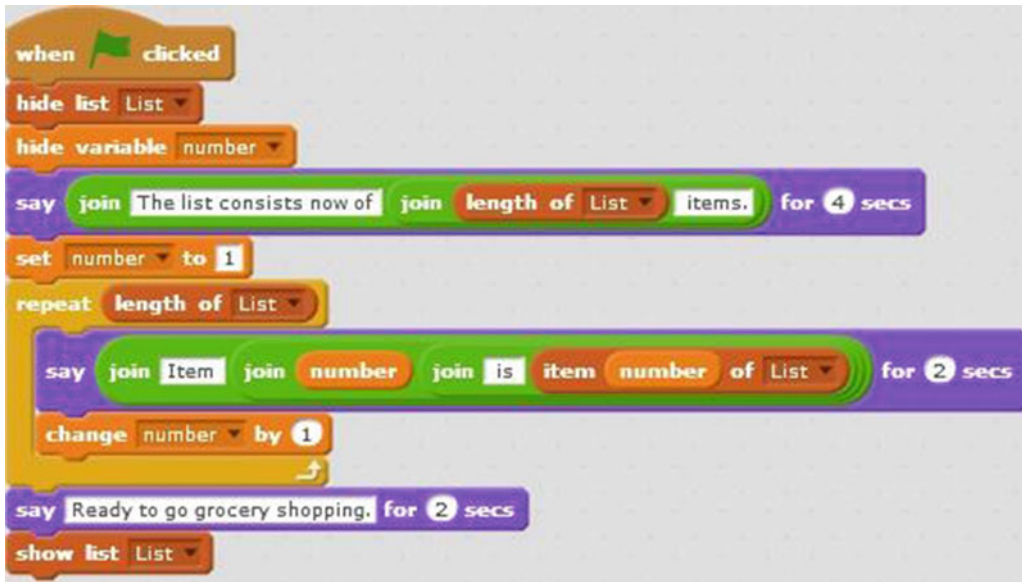 when clicked
hide list List
hide variable number
say join The list consists now of join length of List items. for 4 secs
set number to 1
repeat length of List
say join Item join number join is item number of List for 2 secs
change number by 1
say Ready to go grocery shopping. for 2 secs
show list List